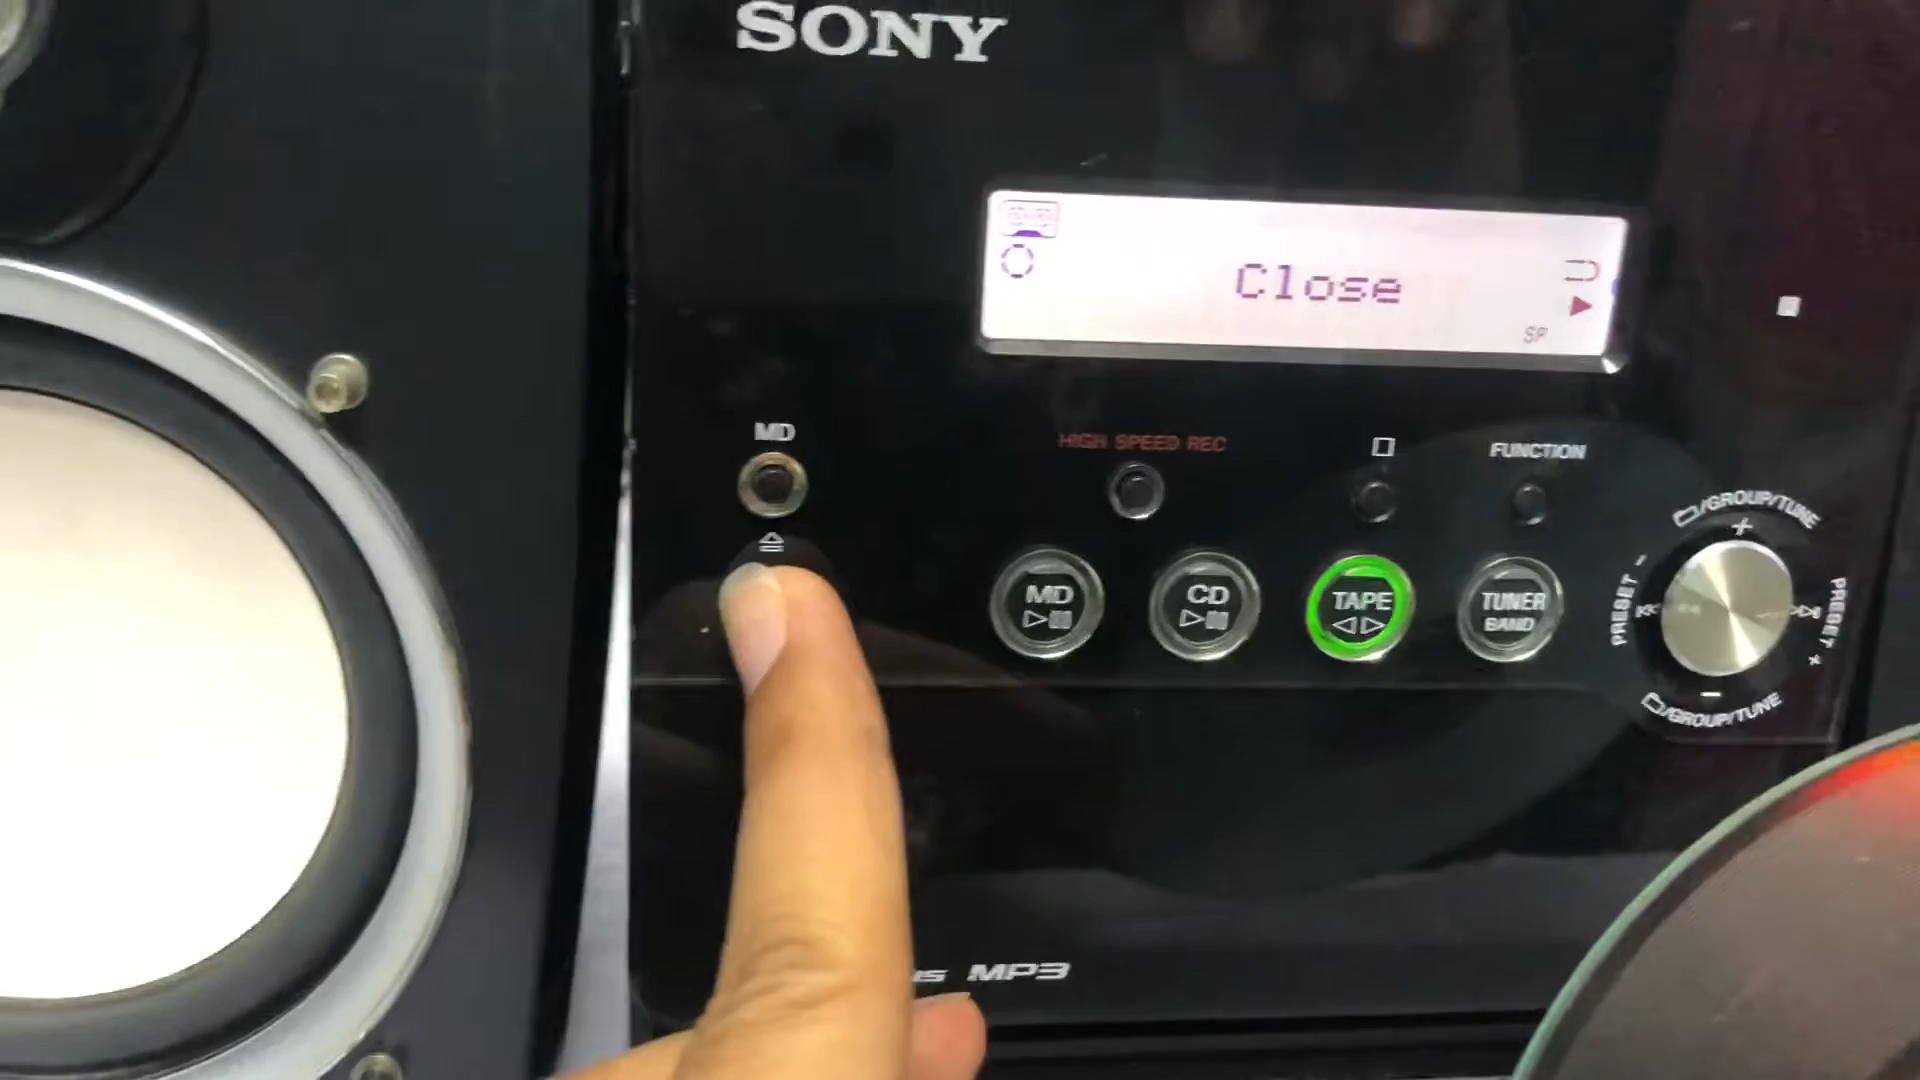 SONY
Close
SP
MD
HIGH SPEED REC
FUNCTION
MD
CD
TAPE
TUNER
BAND
/GROUP/TUNE
+
PRESET -
PRESET +
-
/GROUP/TUNE
MP3